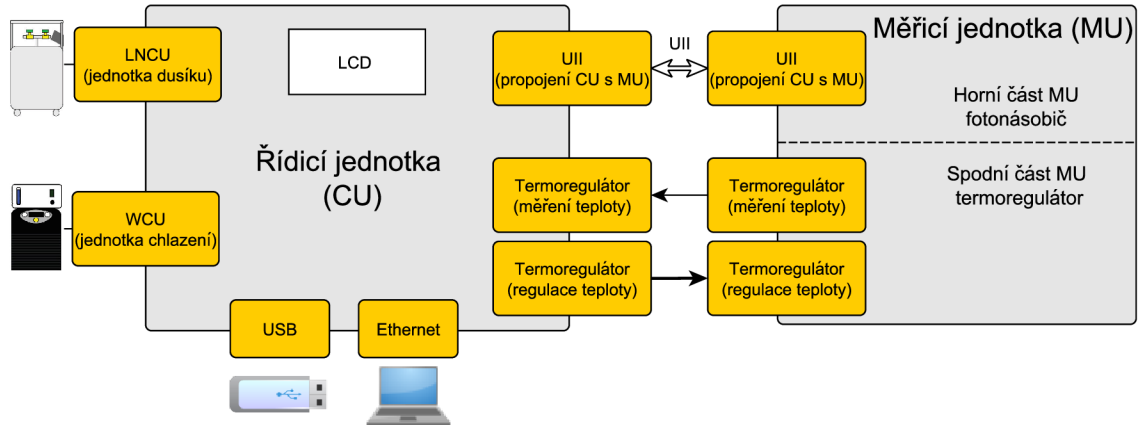 LNCU
(jednotka dusíku)
LCD
UII
(propojení CU s MU)
UII
UII
(propojení CU s MU)
Měřicí jednotka (MU)
Horní část MU
fotonásobič
Řídicí jednotka
(CU)
WCU
(jednotka chlazení)
Termoregulátor
(měření teploty)
Termoregulátor
(měření teploty)
Spodní část MU
termoregulátor
Termoregulátor
(regulace teploty)
Termoregulátor
(regulace teploty)
USB
Ethernet